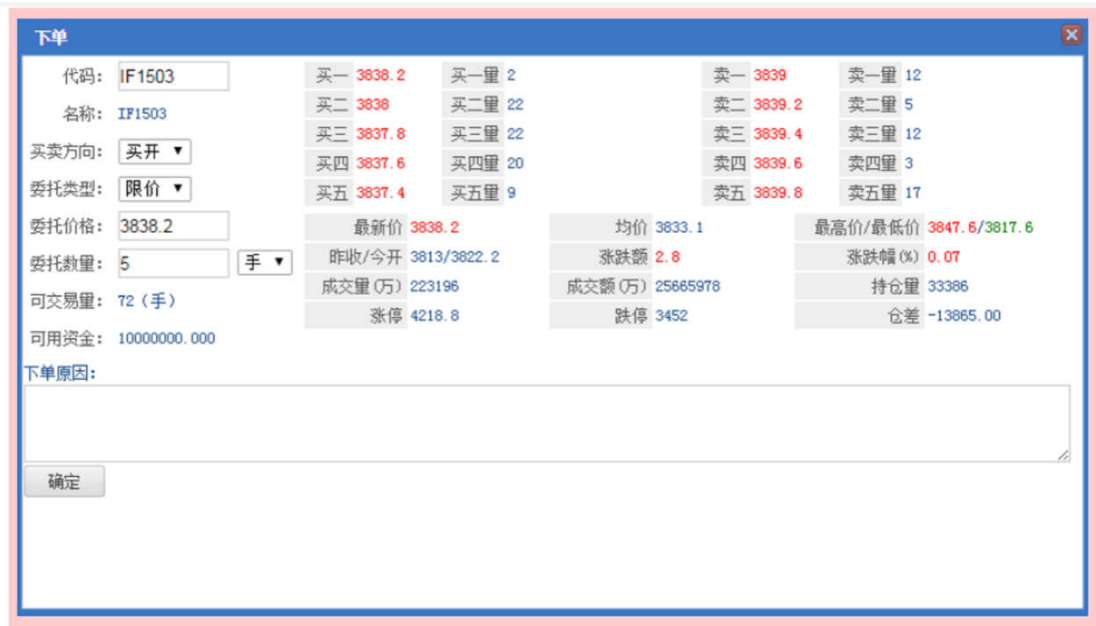 下单
代码: IF1503 买一 3838.2 买一量 2 卖一 3839 卖一量 12
名称: IF1503 买二 3838 买二量 22 卖二 3839.2 卖二量 5
买卖方向: 买开 ▼ 买三 3837.8 买三量 22 卖三 3839.4 卖三量 12
买四 3837.6 买四量 20 卖四 3839.6 卖四量 3
委托类型: 限价 ▼ 买五 3837.4 买五量 9 卖五 3839.8 卖五量 17
委托价格: 3838.2 最新价 3838.2 均价 3833.1 最高价/最低价 3847.6/3817.6
委托数量: 5 手 ▼ 昨收/今开 3813/3822.2 涨跌额 2.8 涨跌幅(%) 0.07
可交易量: 72 (手) 成交量(万) 223196 成交额(万) 25665978 持仓量 33386
涨停 4218.8 跌停 3452 仓差 -13865.00
可用资金: 10000000.000
下单原因:
确定